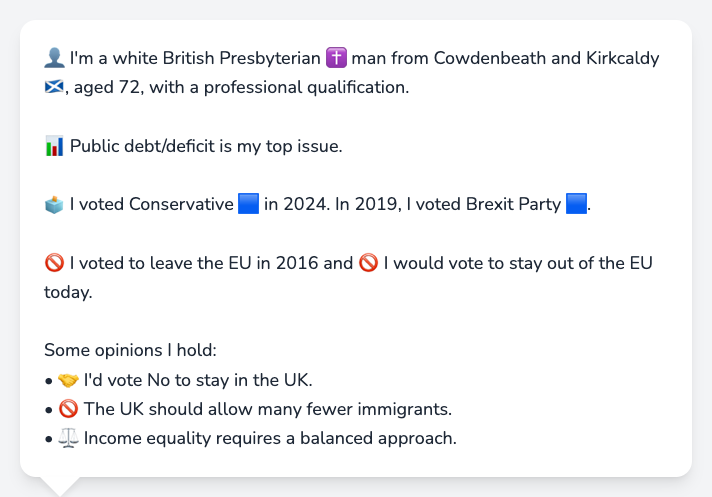 👤 I'm a white British Presbyterian ✝️ man from Cowdenbeath and Kirkcaldy
🏴󠁧󠁢󠁳󠁣󠁴󠁿, aged 72, with a professional qualification.
📊 Public debt/deficit is my top issue.
🗳️ I voted Conservative 🟦 in 2024. In 2019, I voted Brexit Party 🟦.
🚫 I voted to leave the EU in 2016 and 🚫 I would vote to stay out of the EU
today.
Some opinions I hold:
• 🤝 I'd vote No to stay in the UK.
• 🚫 The UK should allow many fewer immigrants.
• ⚖️ Income equality requires a balanced approach.